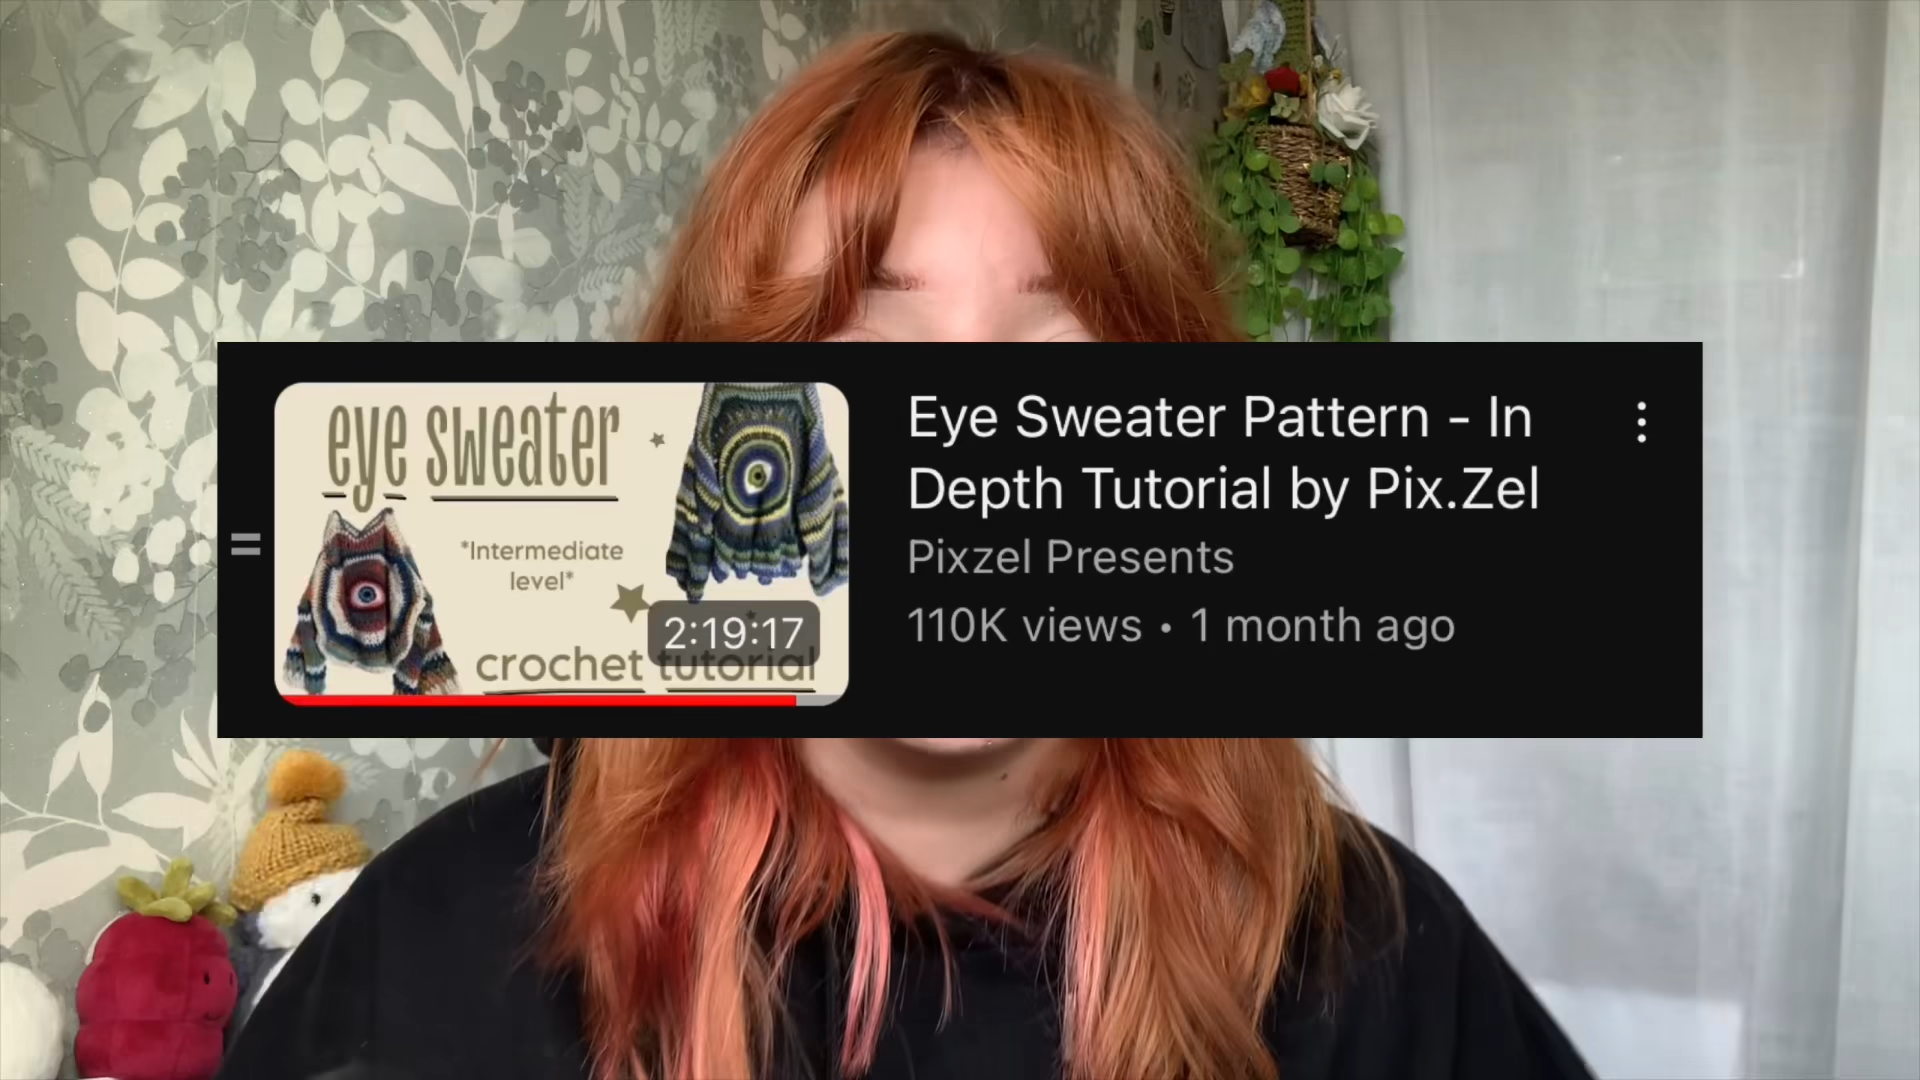 eye sweater
*Intermediate
level*
2:19:17
crochet tutorial
Eye Sweater Pattern - In
Depth Tutorial by Pix.Zel
Pixzel Presents
110K views • 1 month ago